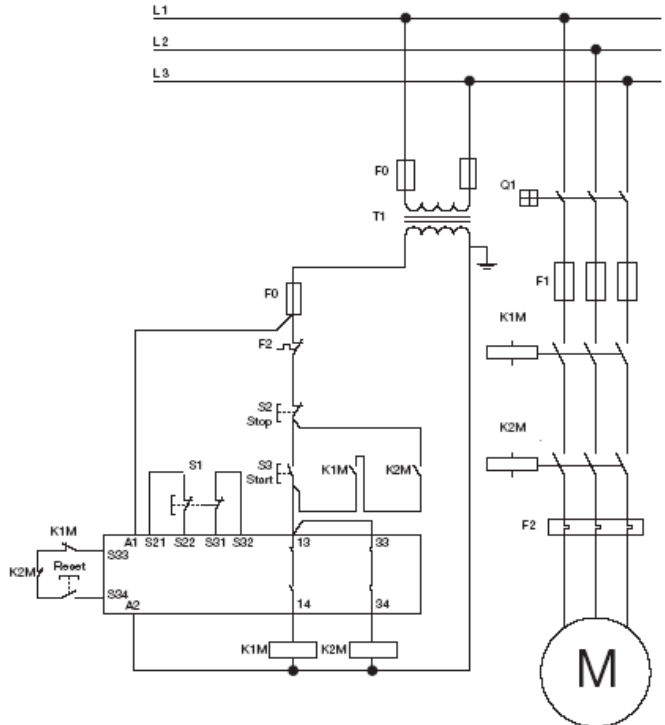 L1
L2
L3
F0
Q1
T1
F1
F0
K1M
F2
S2
Stop
K2M
S1
S3
Start
K1M
K2M
F2
K1M
A1
S21
S22
S31
S32
13
33
S33
K2M
Reset
S34
A2
14
34
K1M
K2M
M